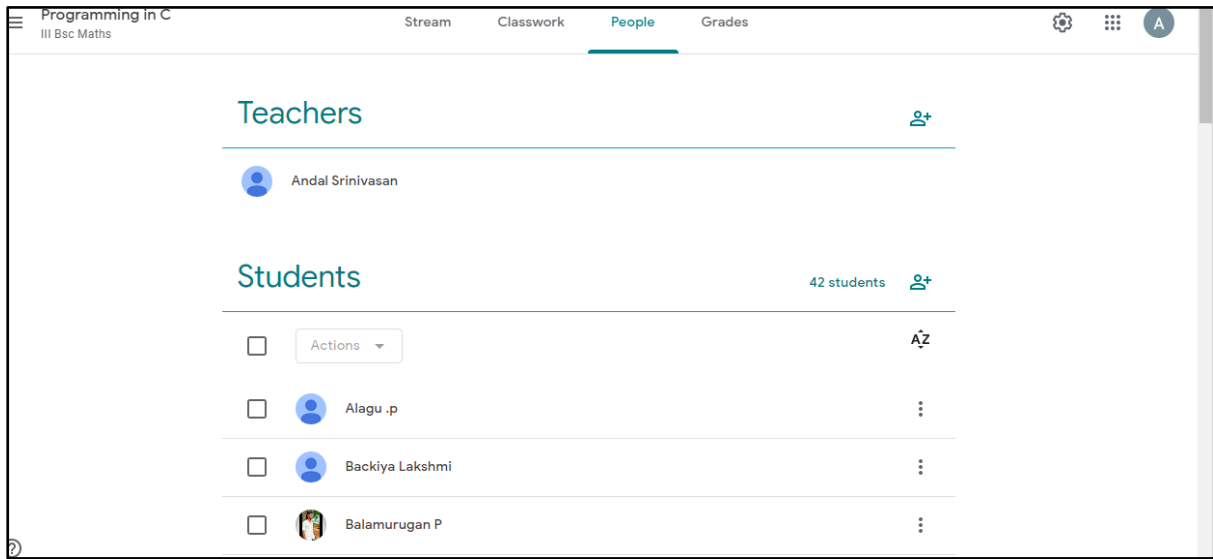 Programming in C
III Bsc Maths
Stream Classwork People Grades
A
Teachers
Andal Srinivasan
Students
42 students
Actions
AZ
Alagu .p
Backiya Lakshmi
Balamurugan P
?